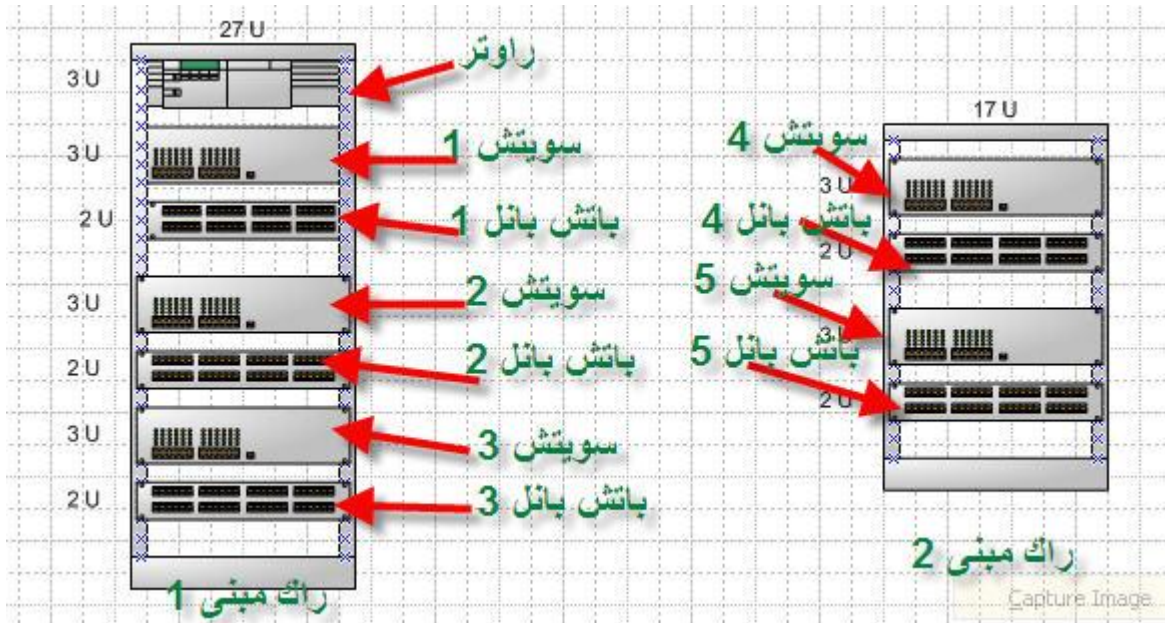 27 U
راوتر
3 U
سويتش 1
3 U
باتش بانل 1
2 U
سويتش 2
3 U
باتش بانل 2
2 U
سويتش 3
3 U
باتش بانل 3
2 U
راك مبنى 1
17 U
سويتش 4
3 U
باتش بانل 4
2 U
سويتش 5
3 U
باتش بانل 5
2 U
راك مبنى 2
Capture Image